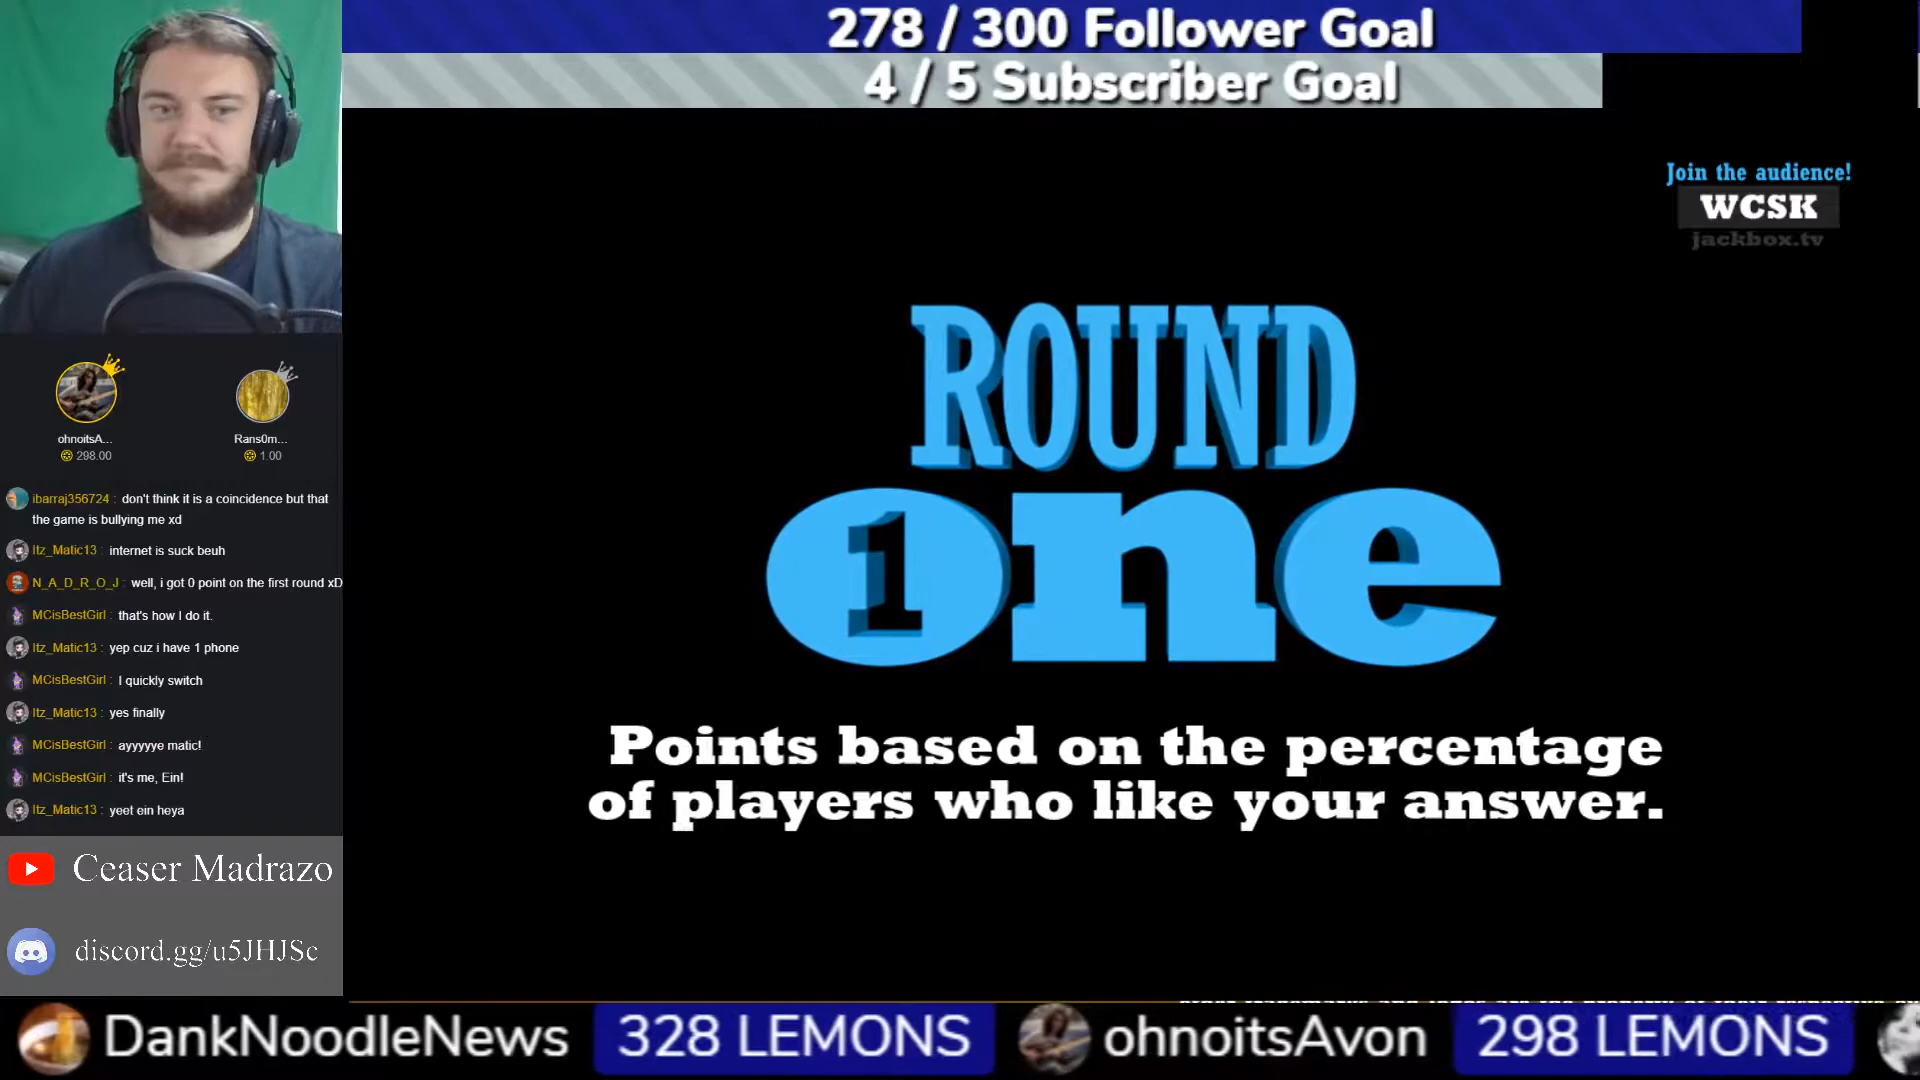 278 / 300 Follower Goal
4 / 5 Subscriber Goal
Join the audience!
WCSK
jackbox.tv
ROUND
one
1
Points based on the percentage
of players who like your answer.
ohnoitsA...
298.00
Rans0m...
1.00
ibarraj356724 : don't think it is a coincidence but that
the game is bullying me xd
Itz_Matic13 : internet is suck beuh
N_A_D_R_O_J : well, i got 0 point on the first round xD
MCisBestGirl : that's how I do it.
Itz_Matic13 : yep cuz i have 1 phone
MCisBestGirl : I quickly switch
Itz_Matic13 : yes finally
MCisBestGirl : ayyyyye matic!
MCisBestGirl : it's me, Ein!
Itz_Matic13 : yeet ein heya
Ceaser Madrazo
discord.gg/u5JHJSc
DankNoodleNews 328 LEMONS ohnoitsAvon 298 LEMONS